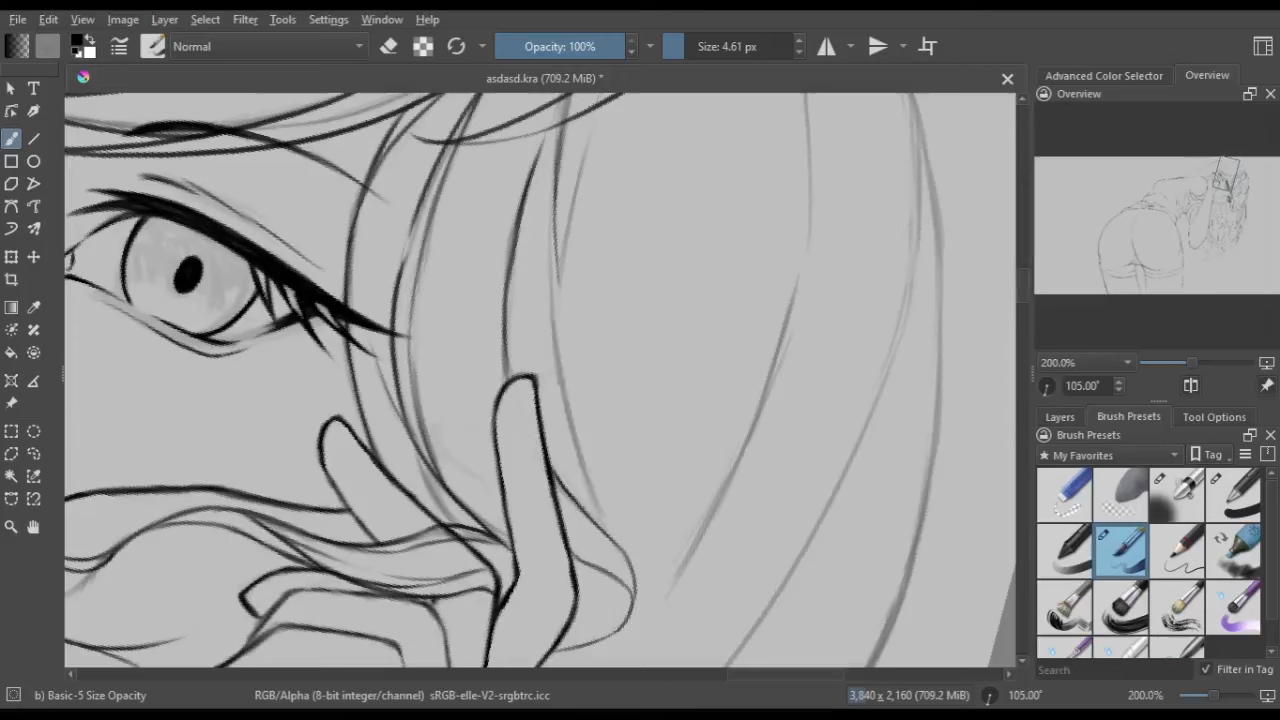 File Edit View Image Layer Select Filter Tools Settings Window Help
Normal Opacity: 100% Size: 4.61 px
asdasd.kra (709.2 MiB) *
Advanced Color Selector Overview
Overview
200.0%
105.00°
Layers Brush Presets Tool Options
Brush Presets
My Favorites Tag
Search Filter in Tag
b) Basic-5 Size Opacity RGB/Alpha (8-bit integer/channel) sRGB-elle-V2-srgbtrc.icc 3,840 x 2,160 (709.2 MiB) 105.00° 200.0%